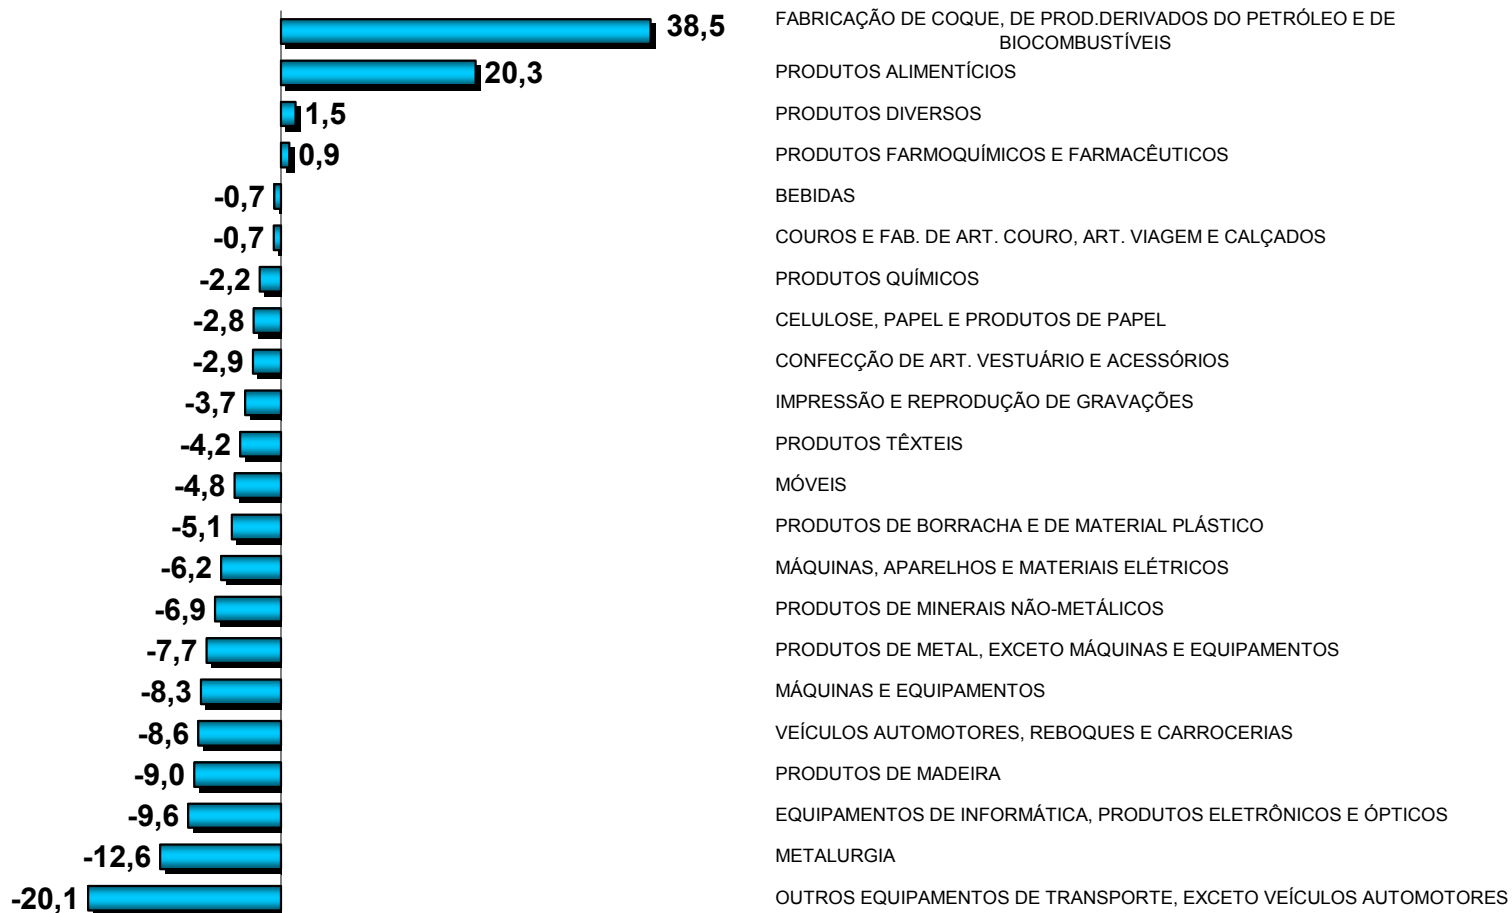 38,5 FABRICAÇÃO DE COQUE, DE PROD.DERIVADOS DO PETRÓLEO E DE
BIOCOMBUSTÍVEIS
20,3 PRODUTOS ALIMENTÍCIOS
1,5 PRODUTOS DIVERSOS
0,9 PRODUTOS FARMOQUÍMICOS E FARMACÊUTICOS
-0,7 BEBIDAS
-0,7 COUROS E FAB. DE ART. COURO, ART. VIAGEM E CALÇADOS
-2,2 PRODUTOS QUÍMICOS
-2,8 CELULOSE, PAPEL E PRODUTOS DE PAPEL
-2,9 CONFECÇÃO DE ART. VESTUÁRIO E ACESSÓRIOS
-3,7 IMPRESSÃO E REPRODUÇÃO DE GRAVAÇÕES
-4,2 PRODUTOS TÊXTEIS
-4,8 MÓVEIS
-5,1 PRODUTOS DE BORRACHA E DE MATERIAL PLÁSTICO
-6,2 MÁQUINAS, APARELHOS E MATERIAIS ELÉTRICOS
-6,9 PRODUTOS DE MINERAIS NÃO-METÁLICOS
-7,7 PRODUTOS DE METAL, EXCETO MÁQUINAS E EQUIPAMENTOS
-8,3 MÁQUINAS E EQUIPAMENTOS
-8,6 VEÍCULOS AUTOMOTORES, REBOQUES E CARROCERIAS
-9,0 PRODUTOS DE MADEIRA
-9,6 EQUIPAMENTOS DE INFORMÁTICA, PRODUTOS ELETRÔNICOS E ÓPTICOS
-12,6 METALURGIA
-20,1 OUTROS EQUIPAMENTOS DE TRANSPORTE, EXCETO VEÍCULOS AUTOMOTORES